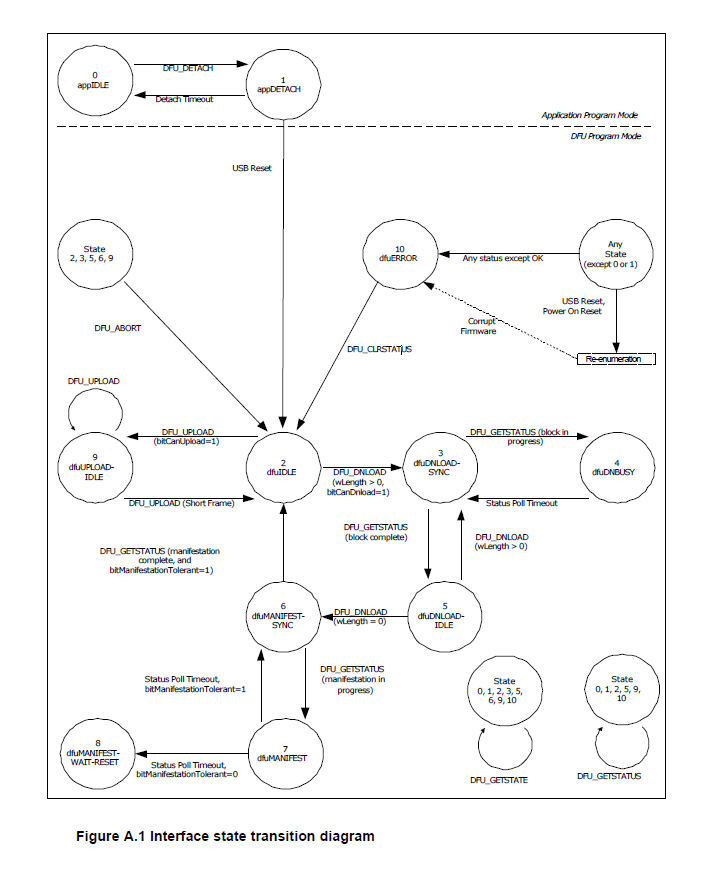 0
appIDLE
DFU_DETACH
1
appDETACH
Detach Timeout
Application Program Mode
DFU Program Mode
USB Reset
State
2, 3, 5, 6, 9
10
dfuERROR
Any status except OK
Any
State
(except 0 or 1)
USB Reset,
Power On Reset
DFU_ABORT
Corrupt
Firmware
DFU_CLRSTATUS
Re-enumeration
DFU_UPLOAD
DFU_UPLOAD
(bitCanUpload=1)
DFU_GETSTATUS (block in
progress)
9
dfuUPLOAD-
IDLE
2
dfuIDLE
DFU_DNLOAD
(wLength > 0,
bitCanDnload=1)
3
dfuDNLOAD-
SYNC
4
dfuDNBUSY
DFU_UPLOAD (Short Frame)
Status Poll Timeout
DFU_GETSTATUS
(block complete)
DFU_DNLOAD
(wLength > 0)
DFU_GETSTATUS (manifestation
complete, and
bitManifestationTolerant=1)
6
dfuMANIFEST-
SYNC
DFU_DNLOAD
(wLength = 0)
5
dfuDNLOAD-
IDLE
Status Poll Timeout,
bitManifestationTolerant=1
DFU_GETSTATUS
(manifestation in
progress)
State
0, 1, 2, 3, 5,
6, 9, 10
State
0, 1, 2, 5, 9,
10
8
dfuMANIFEST-
WAIT-RESET
Status Poll Timeout,
bitManifestationTolerant=0
7
dfuMANIFEST
DFU_GETSTATE
DFU_GETSTATUS
Figure A.1 Interface state transition diagram